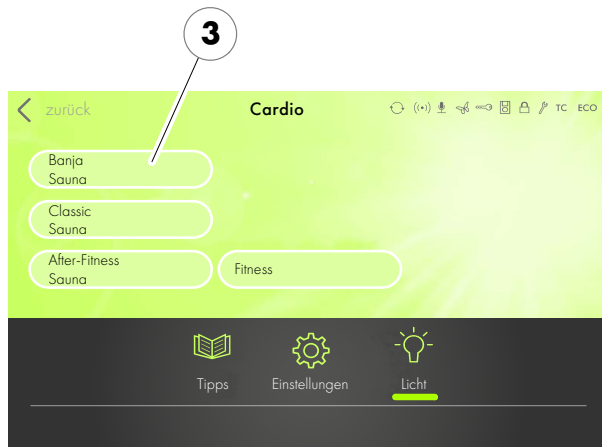 3
zurück
Cardio
TC ECO
Banja
Sauna
Classic
Sauna
After-Fitness
Sauna
Fitness
Tipps
Einstellungen
Licht